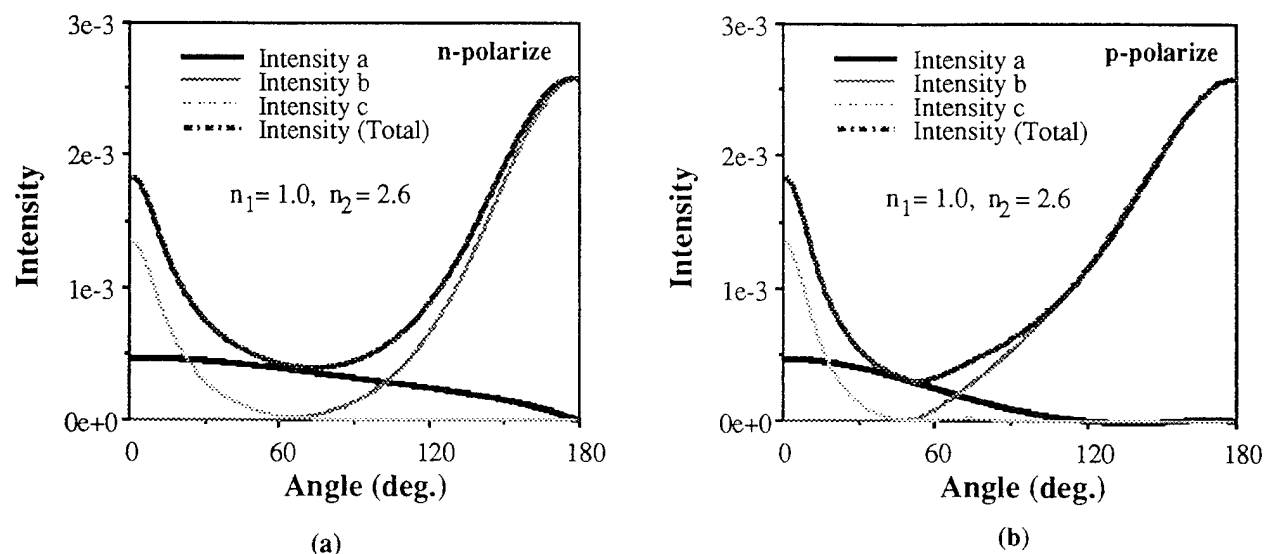 3e-3
2e-3
1e-3
0e+0
Intensity
Intensity a
Intensity b
Intensity c
Intensity (Total)
n-polarize
n1= 1.0, n2= 2.6
0
60
120
180
Angle (deg.)
(a)
3e-3
2e-3
1e-3
0e+0
Intensity
Intensity a
Intensity b
Intensity c
Intensity (Total)
p-polarize
n1= 1.0, n2= 2.6
0
60
120
180
Angle (deg.)
(b)